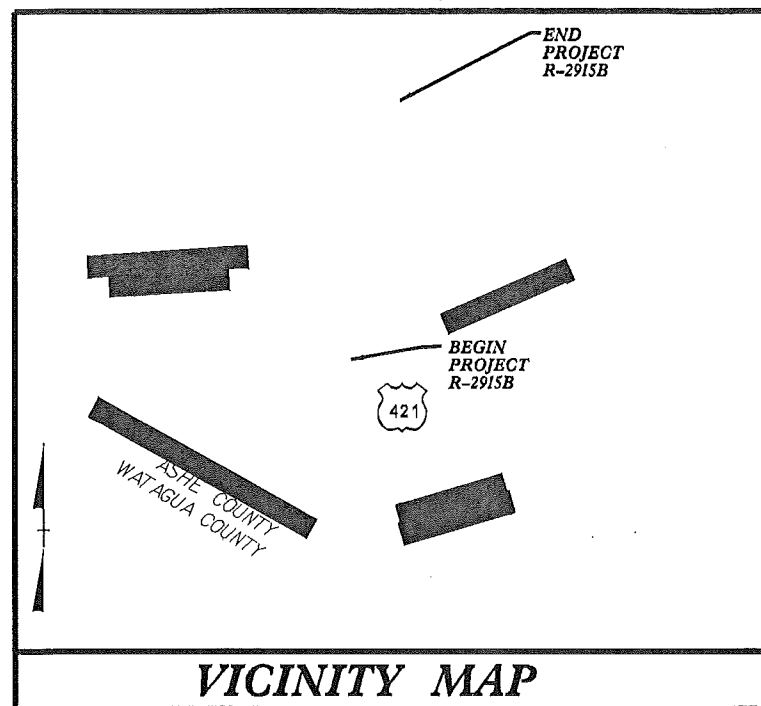 END
PROJECT
R-2915B
BEGIN
PROJECT
R-2915B
421
ASHE COUNTY
WATAGUA COUNTY
VICINITY MAP